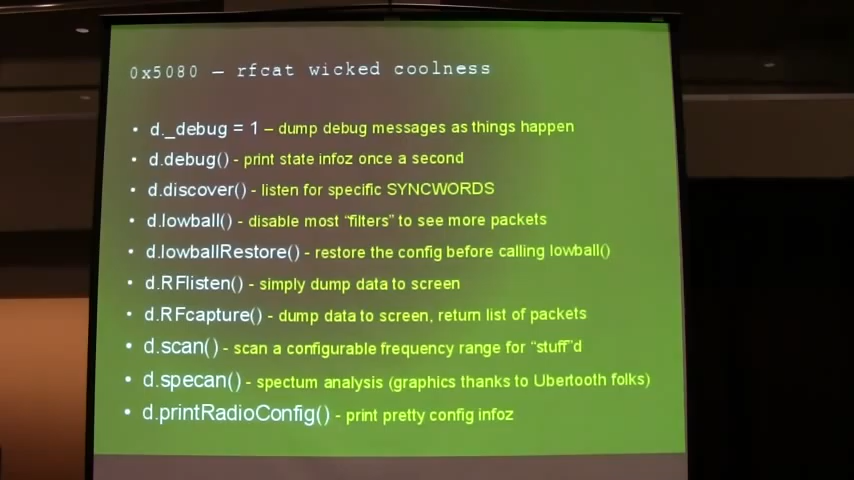 0x5080 – rfcat wicked coolness
• d._debug = 1 – dump debug messages as things happen
• d.debug() - print state infoz once a second
• d.discover() - listen for specific SYNCWORDS
• d.lowball() - disable most “filters” to see more packets
• d.lowballRestore() - restore the config before calling lowball()
• d.RFlisten() - simply dump data to screen
• d.RFcapture() - dump data to screen, return list of packets
• d.scan() - scan a configurable frequency range for “stuff”d
• d.specan() - spectum analysis (graphics thanks to Ubertooth folks)
• d.printRadioConfig() - print pretty config infoz